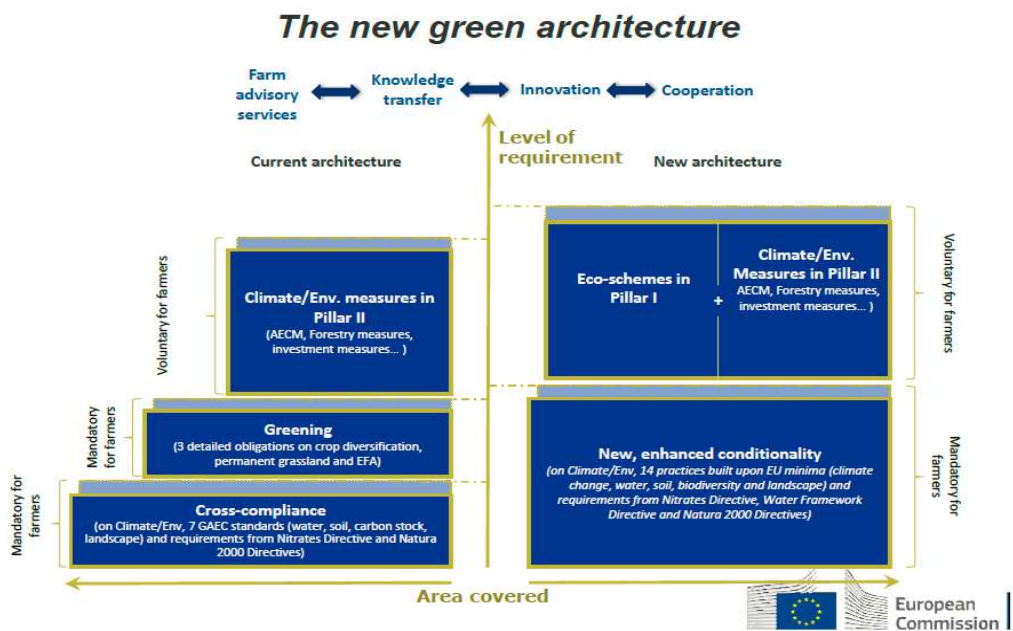 The new green architecture
Farm
advisory
services
Knowledge
transfer
Innovation
Cooperation
Level of
requirement
Current architecture
New architecture
Voluntary for farmers
Climate/Env. measures in
Pillar II
(AECM, Forestry measures,
investment measures... )
Mandatory
for farmers
Greening
(3 detailed obligations on crop diversification,
permanent grassland and EFA)
Mandatory for
farmers
Cross-compliance
(on Climate/Env, 7 GAEC standards (water, soil, carbon stock,
landscape) and requirements from Nitrates Directive and Natura
2000 Directives)
Eco-schemes in
Pillar I
+
Climate/Env.
Measures in Pillar II
AECM, Forestry measures,
investment measures... )
Voluntary for
farmers
New, enhanced conditionality
(on Climate/Env, 14 practices built upon EU minima (climate
change, water, soil, biodiversity and landscape) and
requirements from Nitrates Directive, Water Framework
Directive and Natura 2000 Directives)
Mandatory for
farmers
Area covered
European
Commission